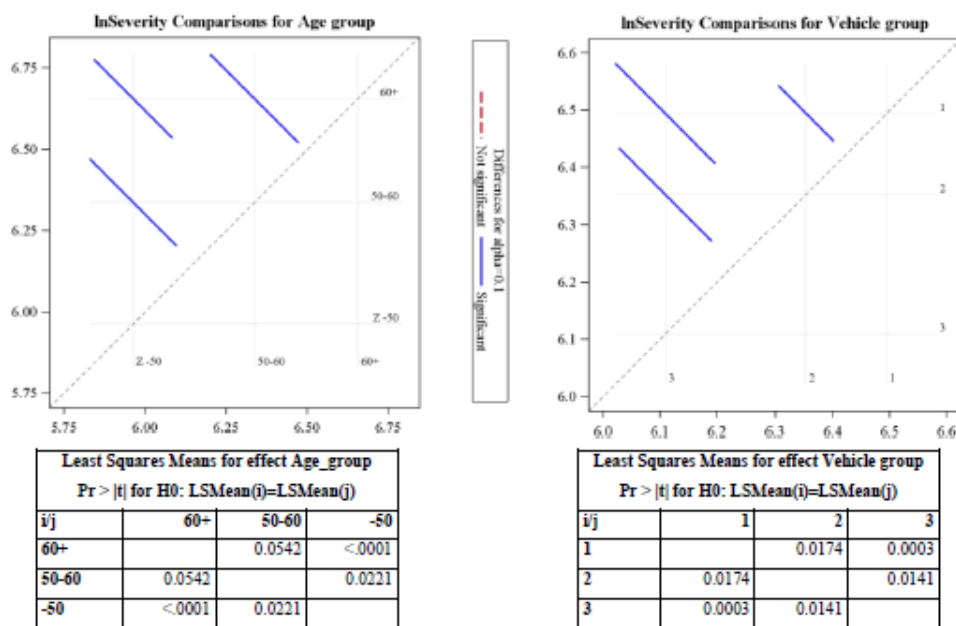 lnSeverity Comparisons for Age group
6.75
6.50
6.25
6.00
5.75
60+
50-60
Z -50
Z -50 50-60 60+
5.75 6.00 6.25 6.50 6.75
Differences for alpha=0.1
Not significant Significant
lnSeverity Comparisons for Vehicle group
6.6
6.5
6.4
6.3
6.2
6.1
6.0
1
2
3
3 2 1
6.0 6.1 6.2 6.3 6.4 6.5 6.6
Least Squares Means for effect Age_group
Pr > |t| for H0: LSMean(i)=LSMean(j)
i/j 60+ 50-60 -50
60+ 0.0542 <.0001
50-60 0.0542 0.0221
-50 <.0001 0.0221
Least Squares Means for effect Vehicle group
Pr > |t| for H0: LSMean(i)=LSMean(j)
i/j 1 2 3
1 0.0174 0.0003
2 0.0174 0.0141
3 0.0003 0.0141